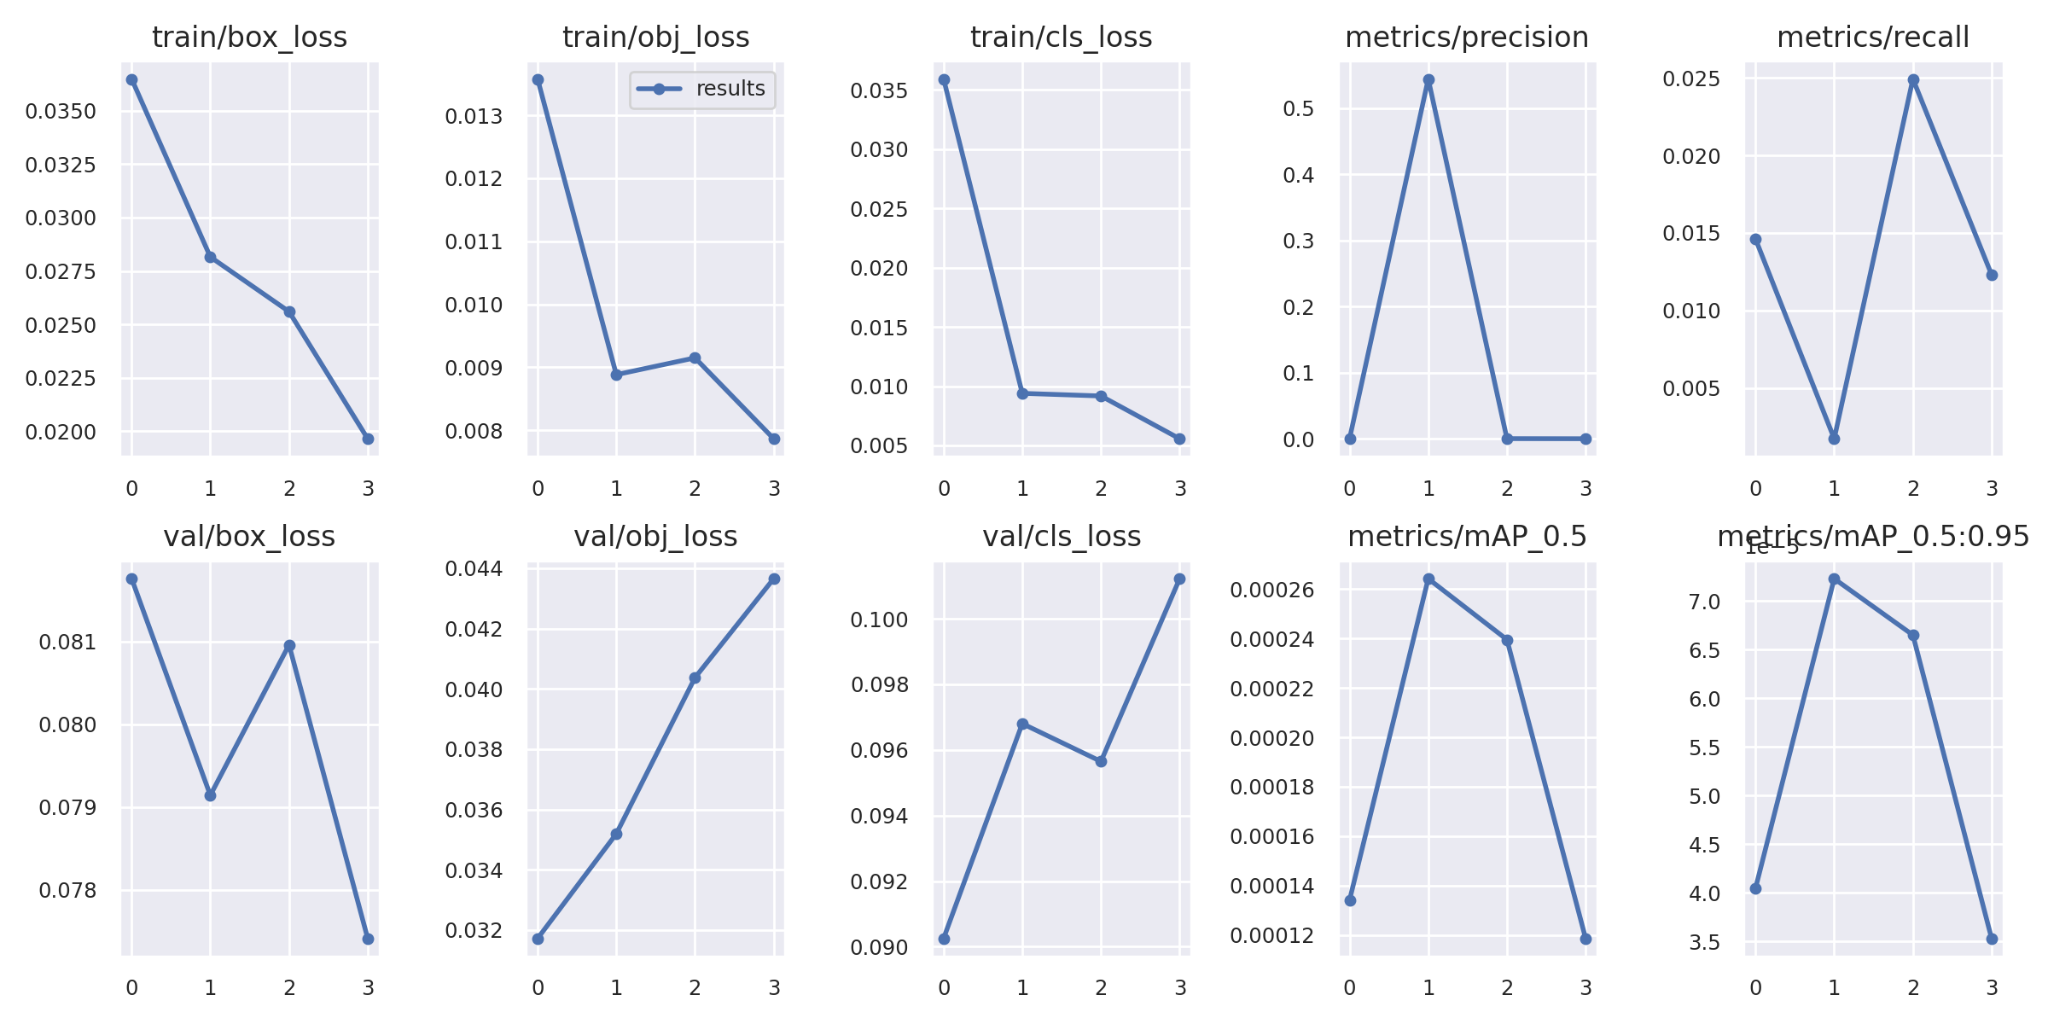 train/box_loss
0.0350
0.0325
0.0300
0.0275
0.0250
0.0225
0.0200
0 1 2 3
train/obj_loss
results
0.013
0.012
0.011
0.010
0.009
0.008
0 1 2 3
train/cls_loss
0.035
0.030
0.025
0.020
0.015
0.010
0.005
0 1 2 3
metrics/precision
0.5
0.4
0.3
0.2
0.1
0.0
0 1 2 3
metrics/recall
0.025
0.020
0.015
0.010
0.005
0 1 2 3
val/box_loss
0.081
0.080
0.079
0.078
0 1 2 3
val/obj_loss
0.044
0.042
0.040
0.038
0.036
0.034
0.032
0 1 2 3
val/cls_loss
0.100
0.098
0.096
0.094
0.092
0.090
0 1 2 3
metrics/mAP_0.5
0.00026
0.00024
0.00022
0.00020
0.00018
0.00016
0.00014
0.00012
0 1 2 3
metrics/mAP_0.5:0.95
1e−5
7.0
6.5
6.0
5.5
5.0
4.5
4.0
3.5
0 1 2 3